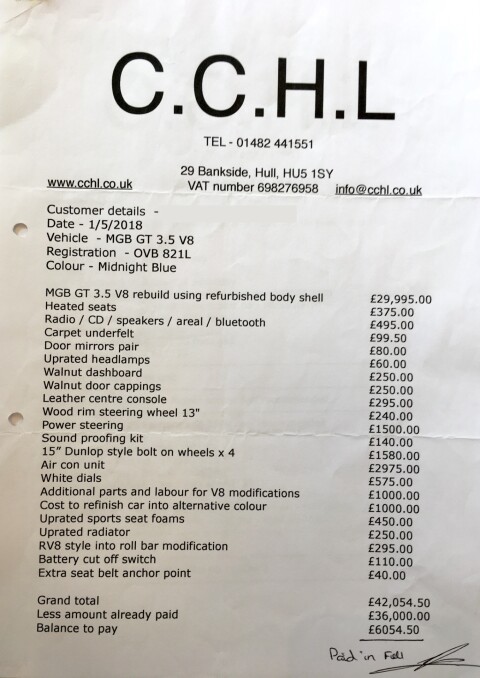 C.C.H.L
TEL - 01482 441551
29 Bankside, Hull, HU5 1SY
www.cchl.co.uk VAT number 698276958 info@cchl.co.uk
Customer details -
Date - 1/5/2018
Vehicle - MGB GT 3.5 V8
Registration - OVB 821L
Colour - Midnight Blue
MGB GT 3.5 V8 rebuild using refurbished body shell £29,995.00
Heated seats £375.00
Radio / CD / speakers / areal / bluetooth £495.00
Carpet underfelt £99.50
Door mirrors pair £80.00
Uprated headlamps £60.00
Walnut dashboard £250.00
Walnut door cappings £250.00
Leather centre console £295.00
Wood rim steering wheel 13" £240.00
Power steering £1500.00
Sound proofing kit £140.00
15" Dunlop style bolt on wheels x 4 £1580.00
Air con unit £2975.00
White dials £575.00
Additional parts and labour for V8 modifications £1000.00
Cost to refinish car into alternative colour £1000.00
Uprated sports seat foams £450.00
Uprated radiator £250.00
RV8 style into roll bar modification £295.00
Battery cut off switch £110.00
Extra seat belt anchor point £40.00
Grand total £42,054.50
Less amount already paid £36,000.00
Balance to pay £6054.50
Paid in Full